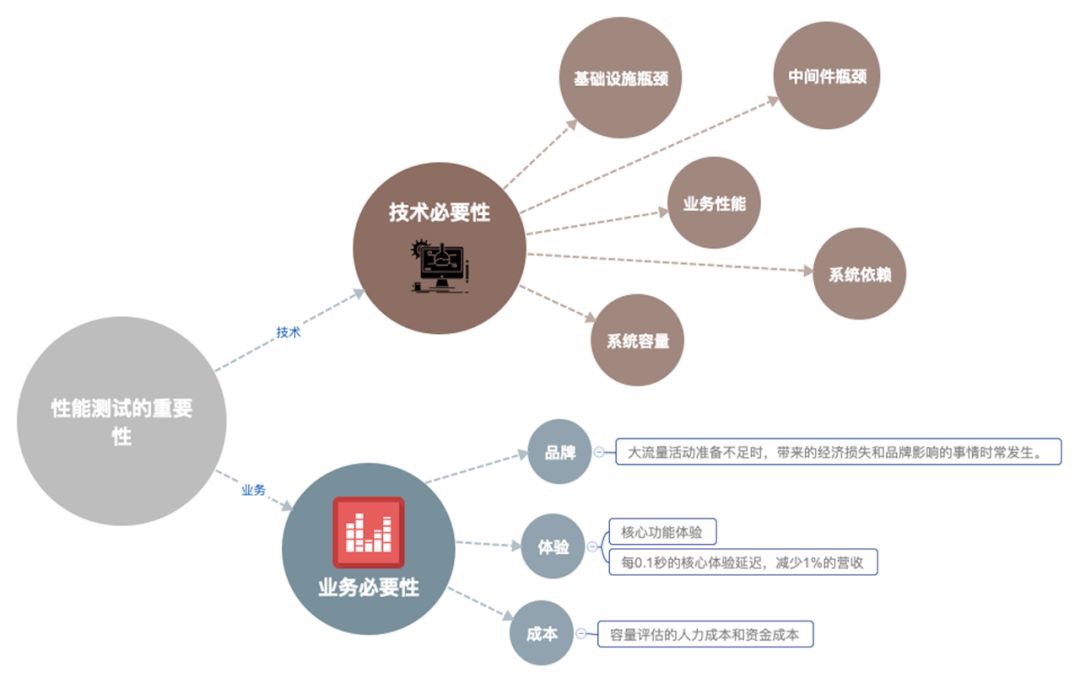 性能测试的重要
性
技术
技术必要性
基础设施瓶颈
中间件瓶颈
业务性能
系统依赖
系统容量
业务
业务必要性
品牌
大流量活动准备不足时，带来的经济损失和品牌影响的事情时常发生。
体验
核心功能体验
每0.1秒的核心体验延迟，减少1%的营收
成本
容量评估的人力成本和资金成本